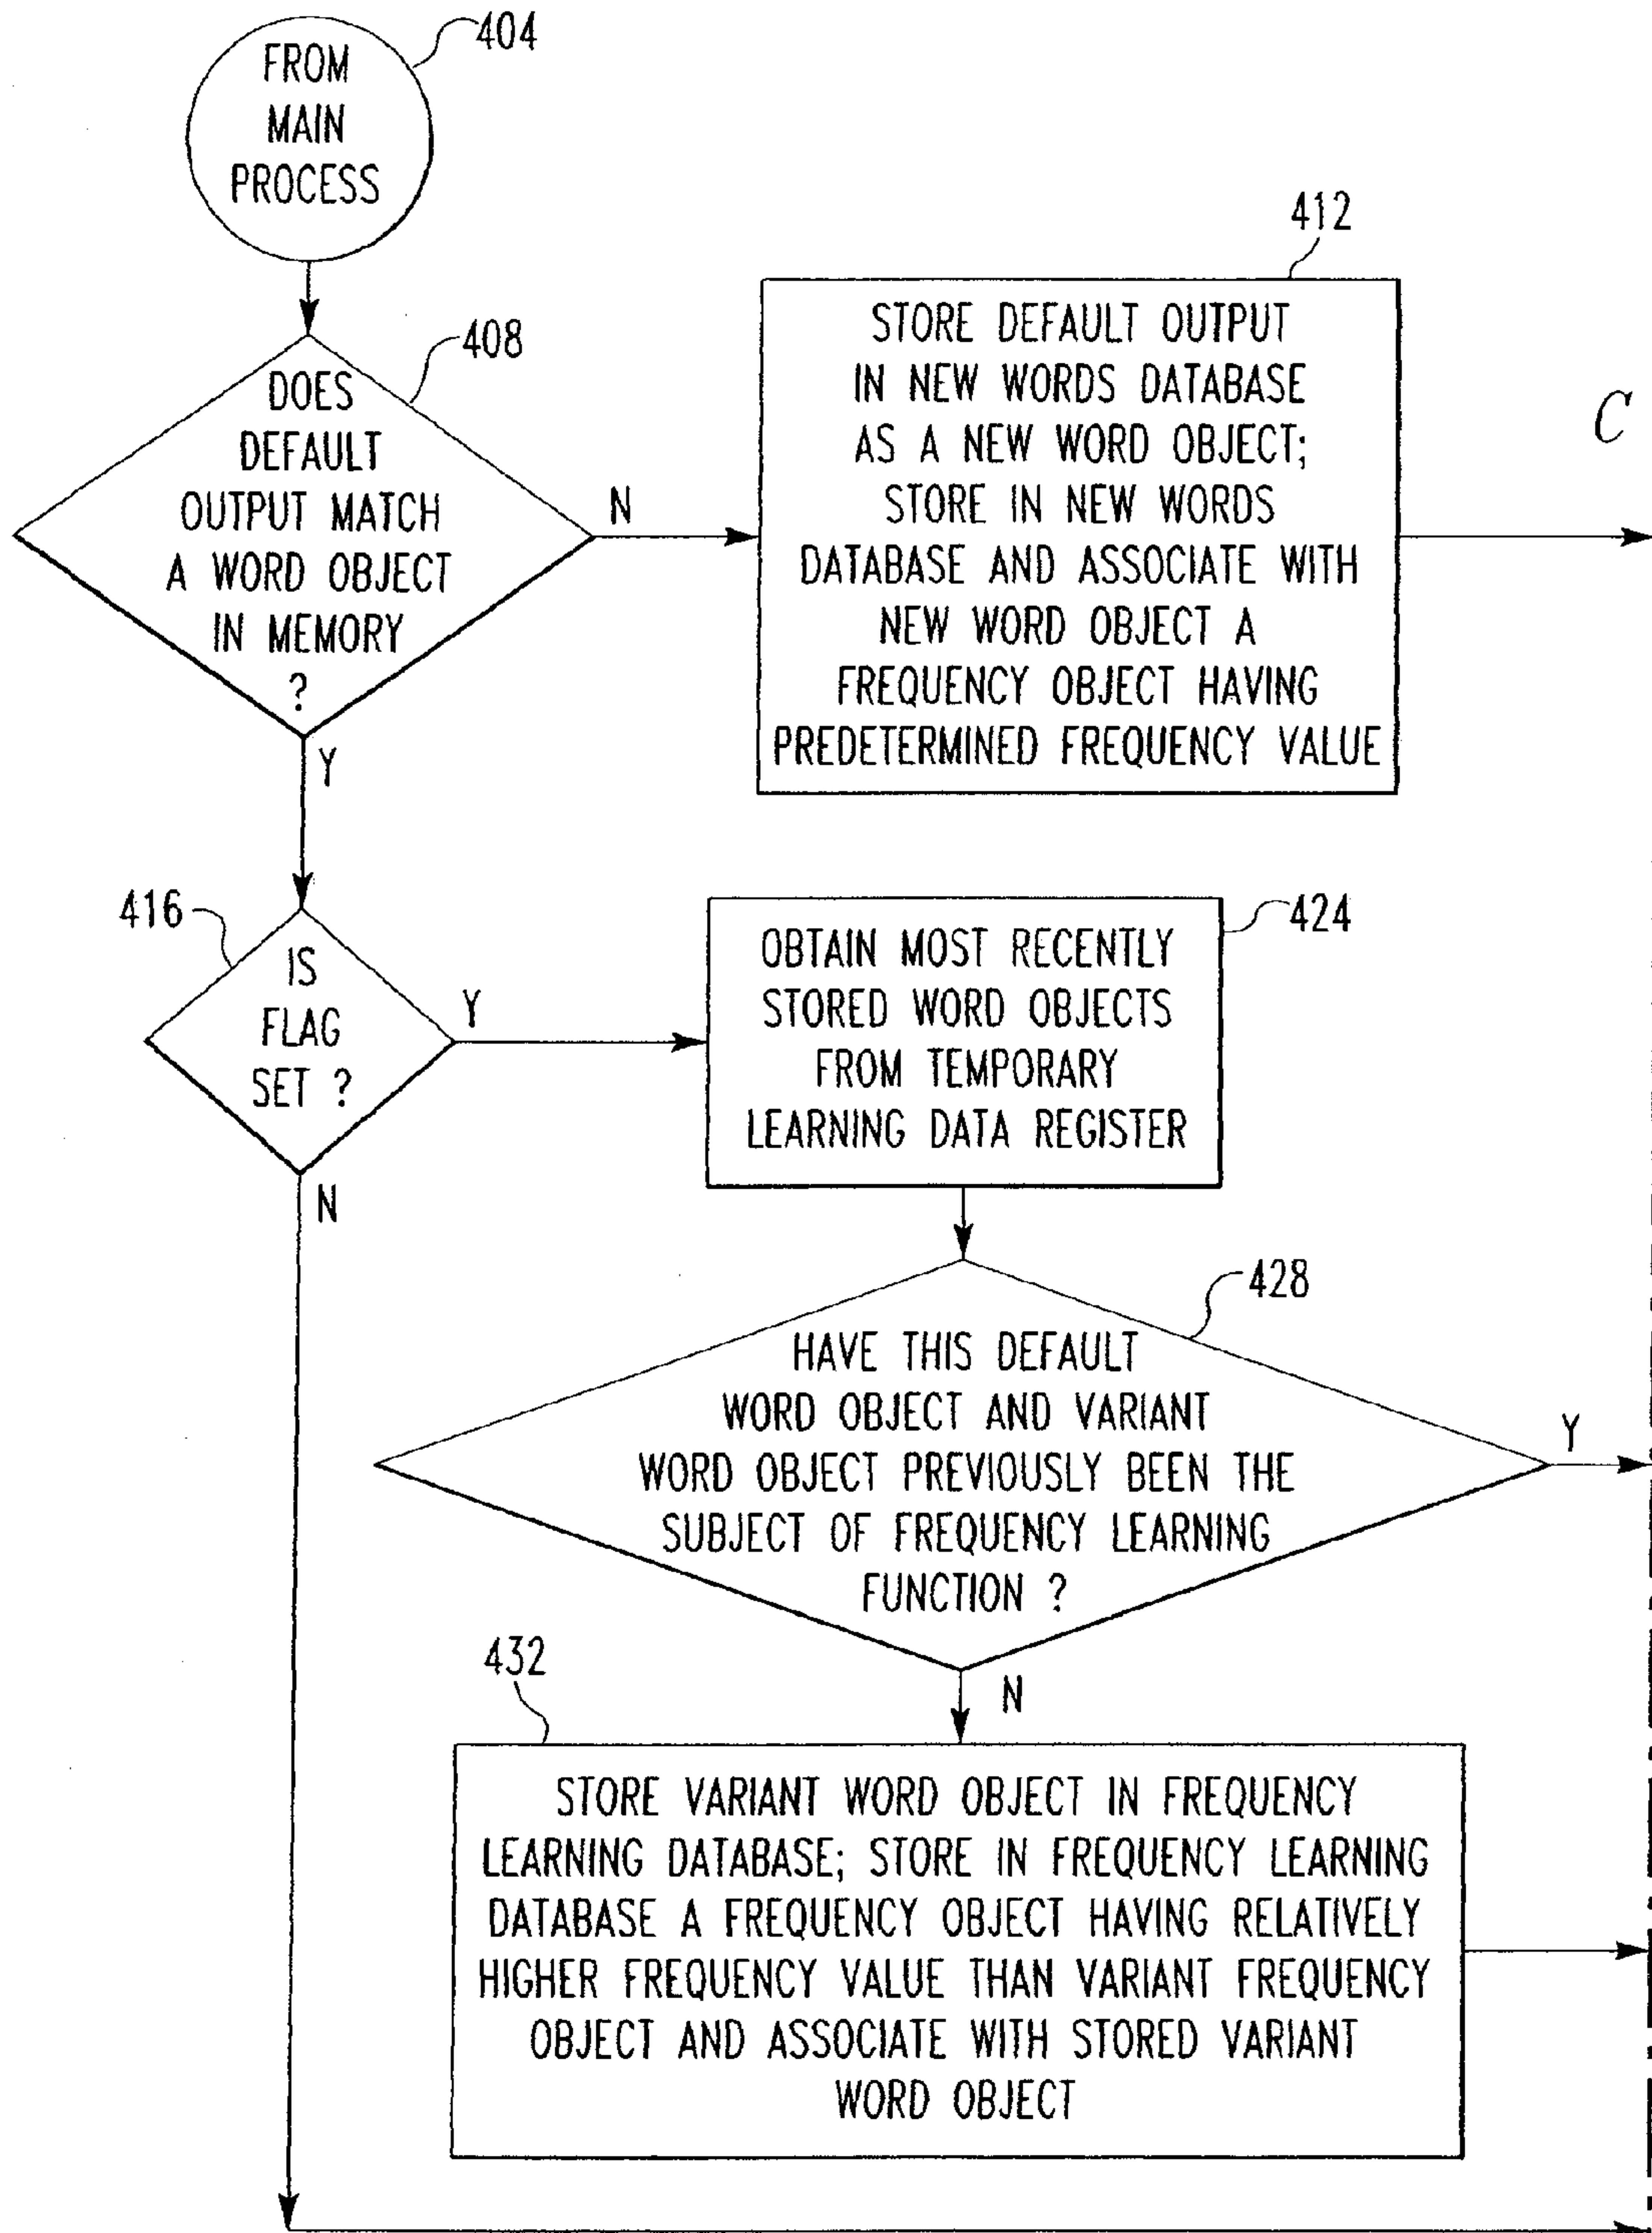 404
FROM
MAIN
PROCESS
408
DOES
DEFAULT
OUTPUT MATCH
A WORD OBJECT
IN MEMORY
?
N
Y
412
STORE DEFAULT OUTPUT
IN NEW WORDS DATABASE
AS A NEW WORD OBJECT;
STORE IN NEW WORDS
DATABASE AND ASSOCIATE WITH
NEW WORD OBJECT A
FREQUENCY OBJECT HAVING
PREDETERMINED FREQUENCY VALUE
C
416
IS
FLAG
SET ?
Y
N
424
OBTAIN MOST RECENTLY
STORED WORD OBJECTS
FROM TEMPORARY
LEARNING DATA REGISTER
428
HAVE THIS DEFAULT
WORD OBJECT AND VARIANT
WORD OBJECT PREVIOUSLY BEEN THE
SUBJECT OF FREQUENCY LEARNING
FUNCTION ?
Y
N
432
STORE VARIANT WORD OBJECT IN FREQUENCY
LEARNING DATABASE; STORE IN FREQUENCY LEARNING
DATABASE A FREQUENCY OBJECT HAVING RELATIVELY
HIGHER FREQUENCY VALUE THAN VARIANT FREQUENCY
OBJECT AND ASSOCIATE WITH STORED VARIANT
WORD OBJECT